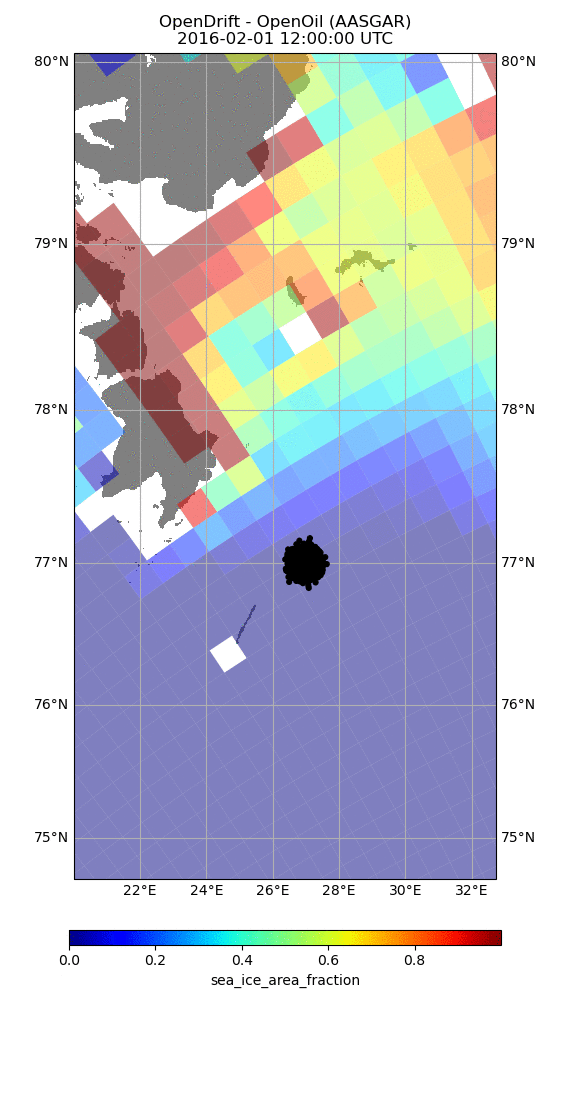 OpenDrift - OpenOil (AASGAR)
2016-02-01 12:00:00 UTC
80°N 80°N
79°N 79°N
78°N 78°N
77°N 77°N
76°N 76°N
75°N 75°N
22°E 24°E 26°E 28°E 30°E 32°E
0.0 0.2 0.4 0.6 0.8
sea_ice_area_fraction